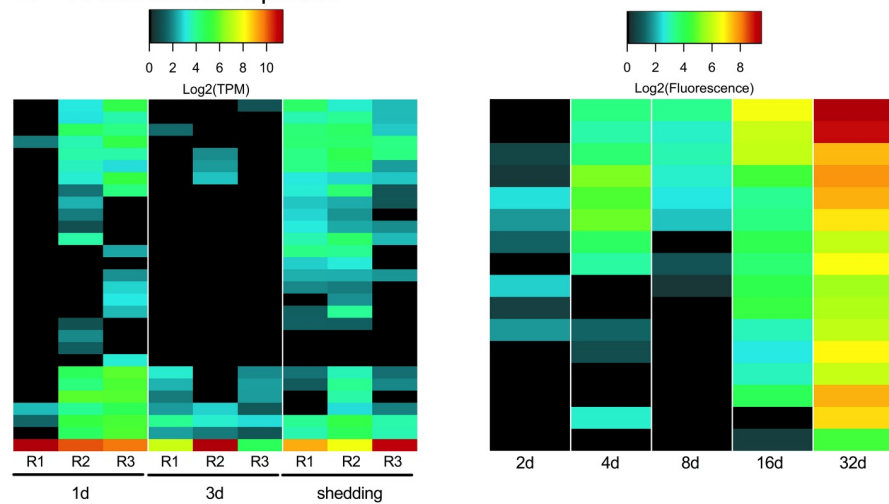 0 2 4 6 8 10
Log2(TPM)
R1 R2 R3 R1 R2 R3 R1 R2 R3
1d 3d shedding
0 2 4 6 8
Log2(Fluorescence)
2d 4d 8d 16d 32d